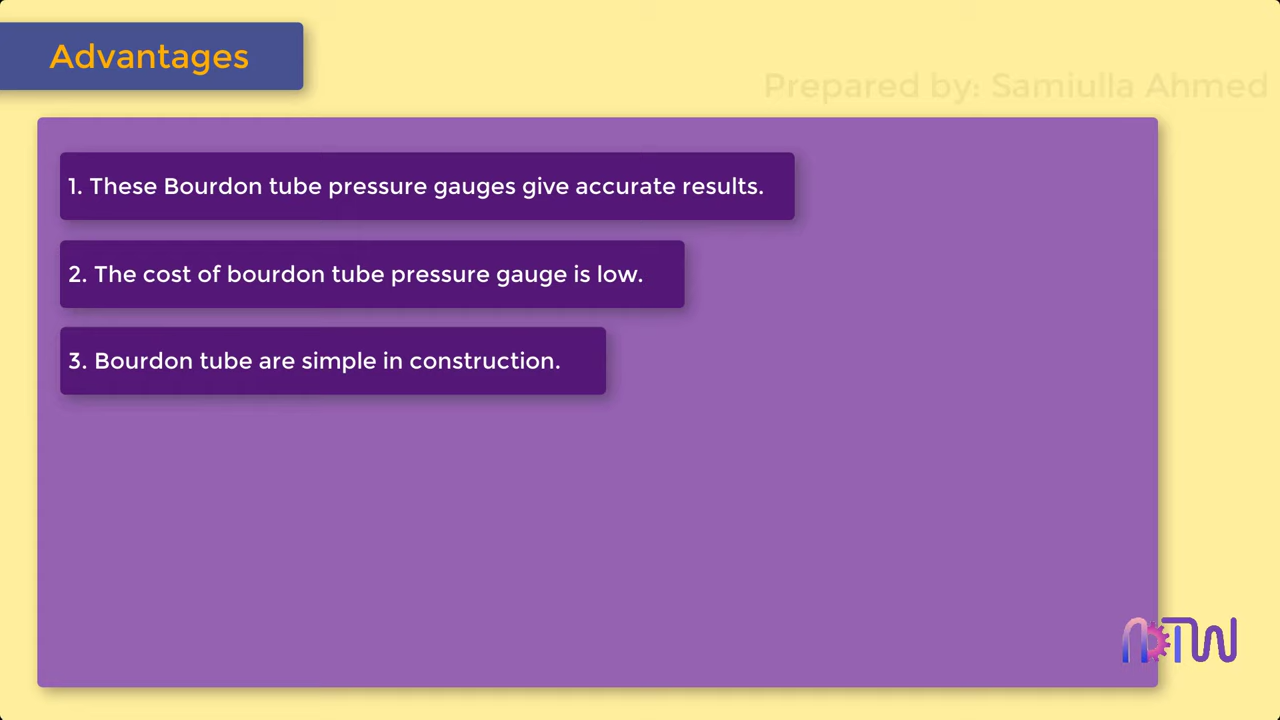 Advantages
Prepared by: Samiulla Ahmed
1. These Bourdon tube pressure gauges give accurate results.
2. The cost of bourdon tube pressure gauge is low.
3. Bourdon tube are simple in construction.